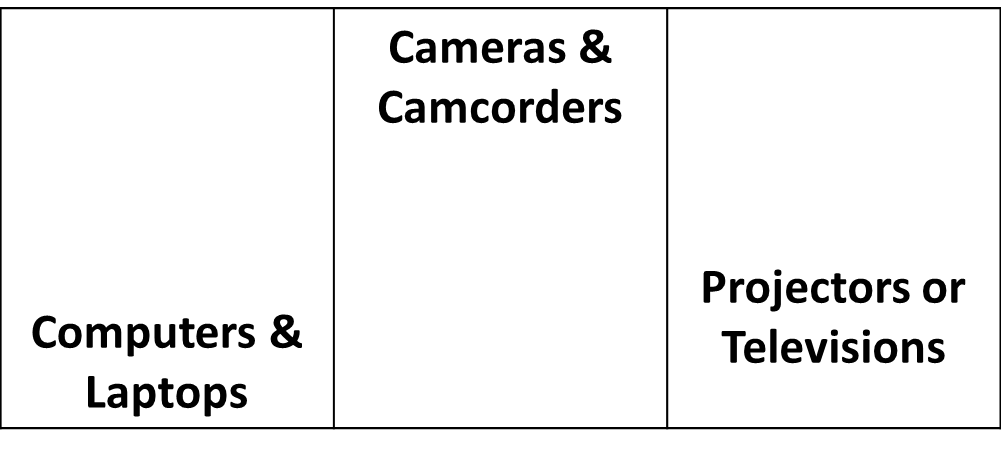 Computers &
Laptops
Cameras &
Camcorders
Projectors or
Televisions